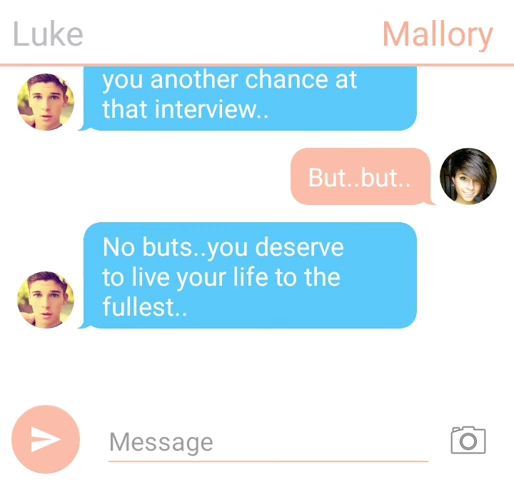 Luke
Mallory
you another chance at
that interview..
But..but..
No buts..you deserve
to live your life to the
fullest..
Message